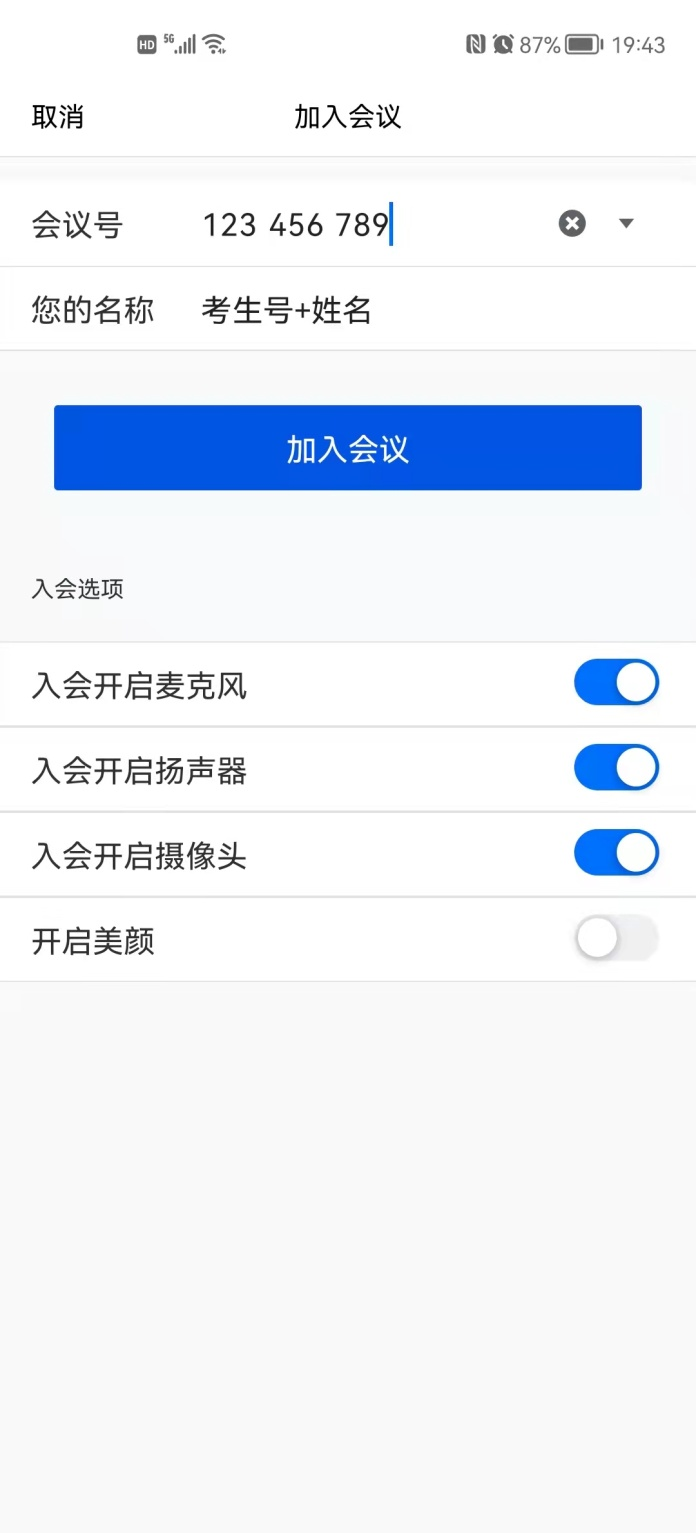 HD 5G 87% 19:43
取消 加入会议
会议号 123 456 789
您的名称 考生号+姓名
加入会议
入会选项
入会开启麦克风
入会开启扬声器
入会开启摄像头
开启美颜